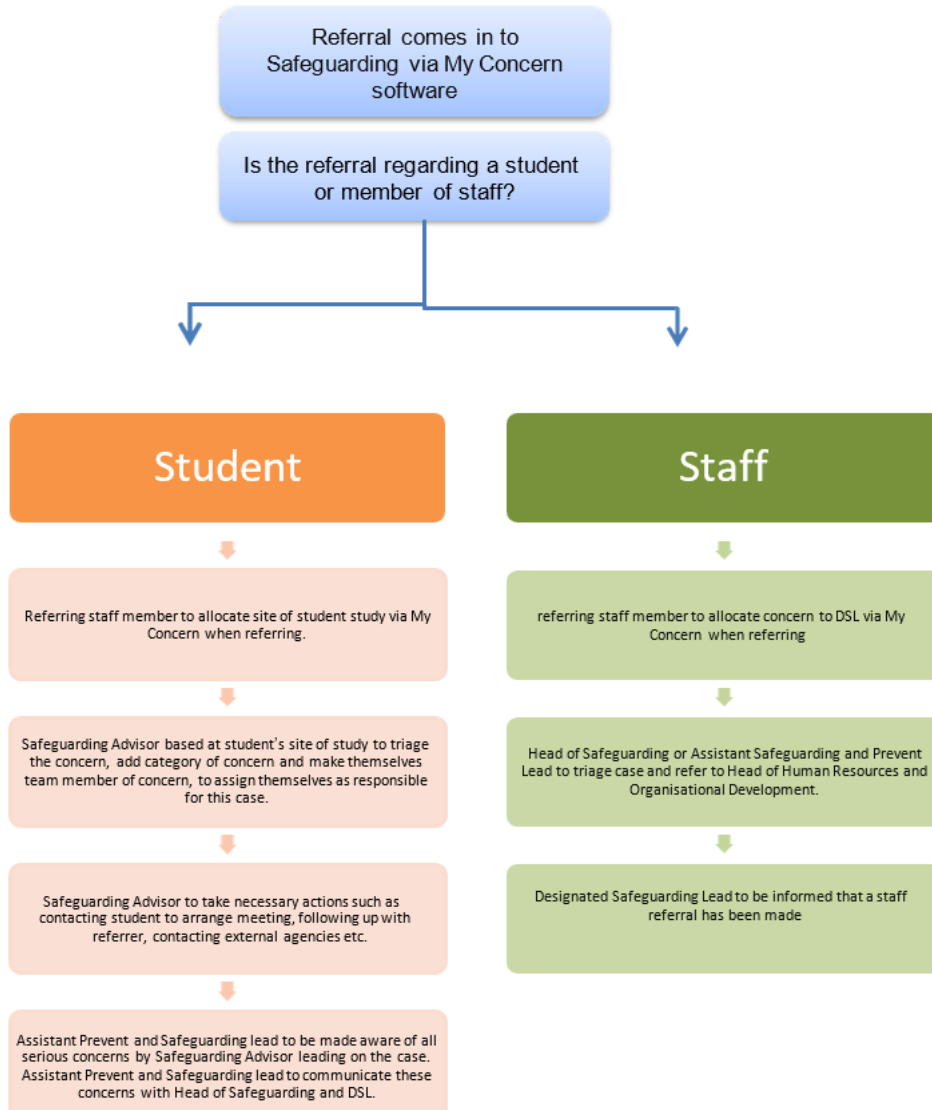 Referral comes in to
Safeguarding via My Concern
software
Is the referral regarding a student
or member of staff?
Student
Referring staff member to allocate site of student study via My
Concern when referring.
Safeguarding Advisor based at student's site of study to triage
the concern, add category of concern and make themselves
team member of concern, to assign themselves as responsible
for this case.
Safeguarding Advisor to take necessary actions such as
contacting student to arrange meeting, following up with
referrer, contacting external agencies etc.
Assistant Prevent and Safeguarding lead to be made aware of all
serious concerns by Safeguarding Advisor leading on the case.
Assistant Prevent and Safeguarding lead to communicate these
concerns with Head of Safeguarding and DSL.
Staff
referring staff member to allocate concern to DSL via My
Concern when referring
Head of Safeguarding or Assistant Safeguarding and Prevent
Lead to triage case and refer to Head of Human Resources and
Organisational Development.
Designated Safeguarding Lead to be informed that a staff
referral has been made